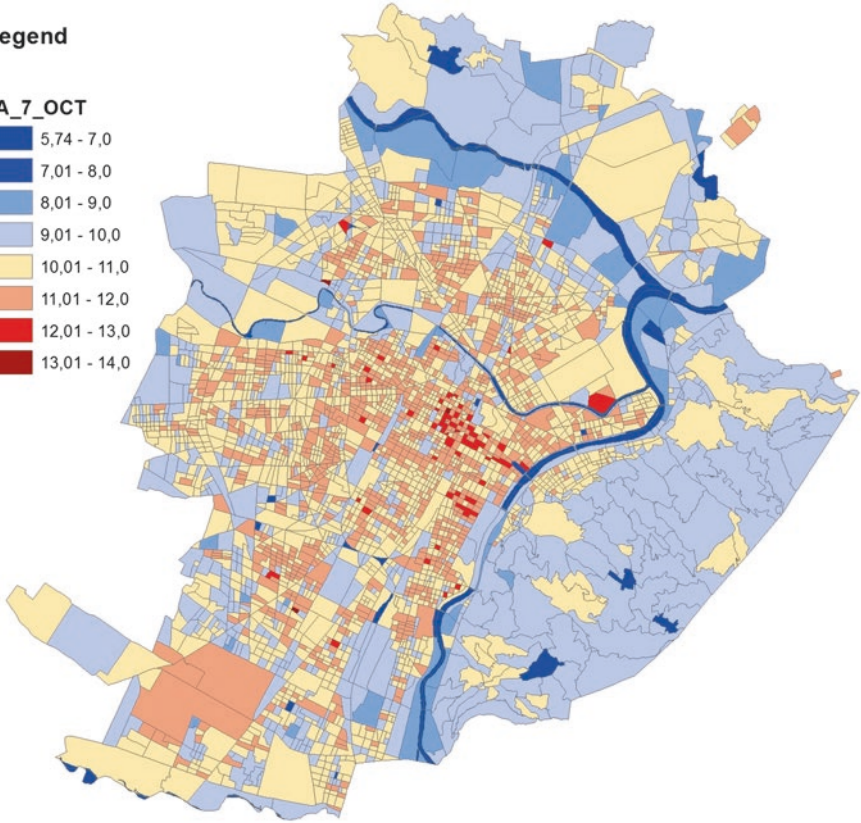 egend
A_7_OCT
5,74 - 7,0
7,01 - 8,0
8,01 - 9,0
9,01 - 10,0
10,01 - 11,0
11,01 - 12,0
12,01 - 13,0
13,01 - 14,0